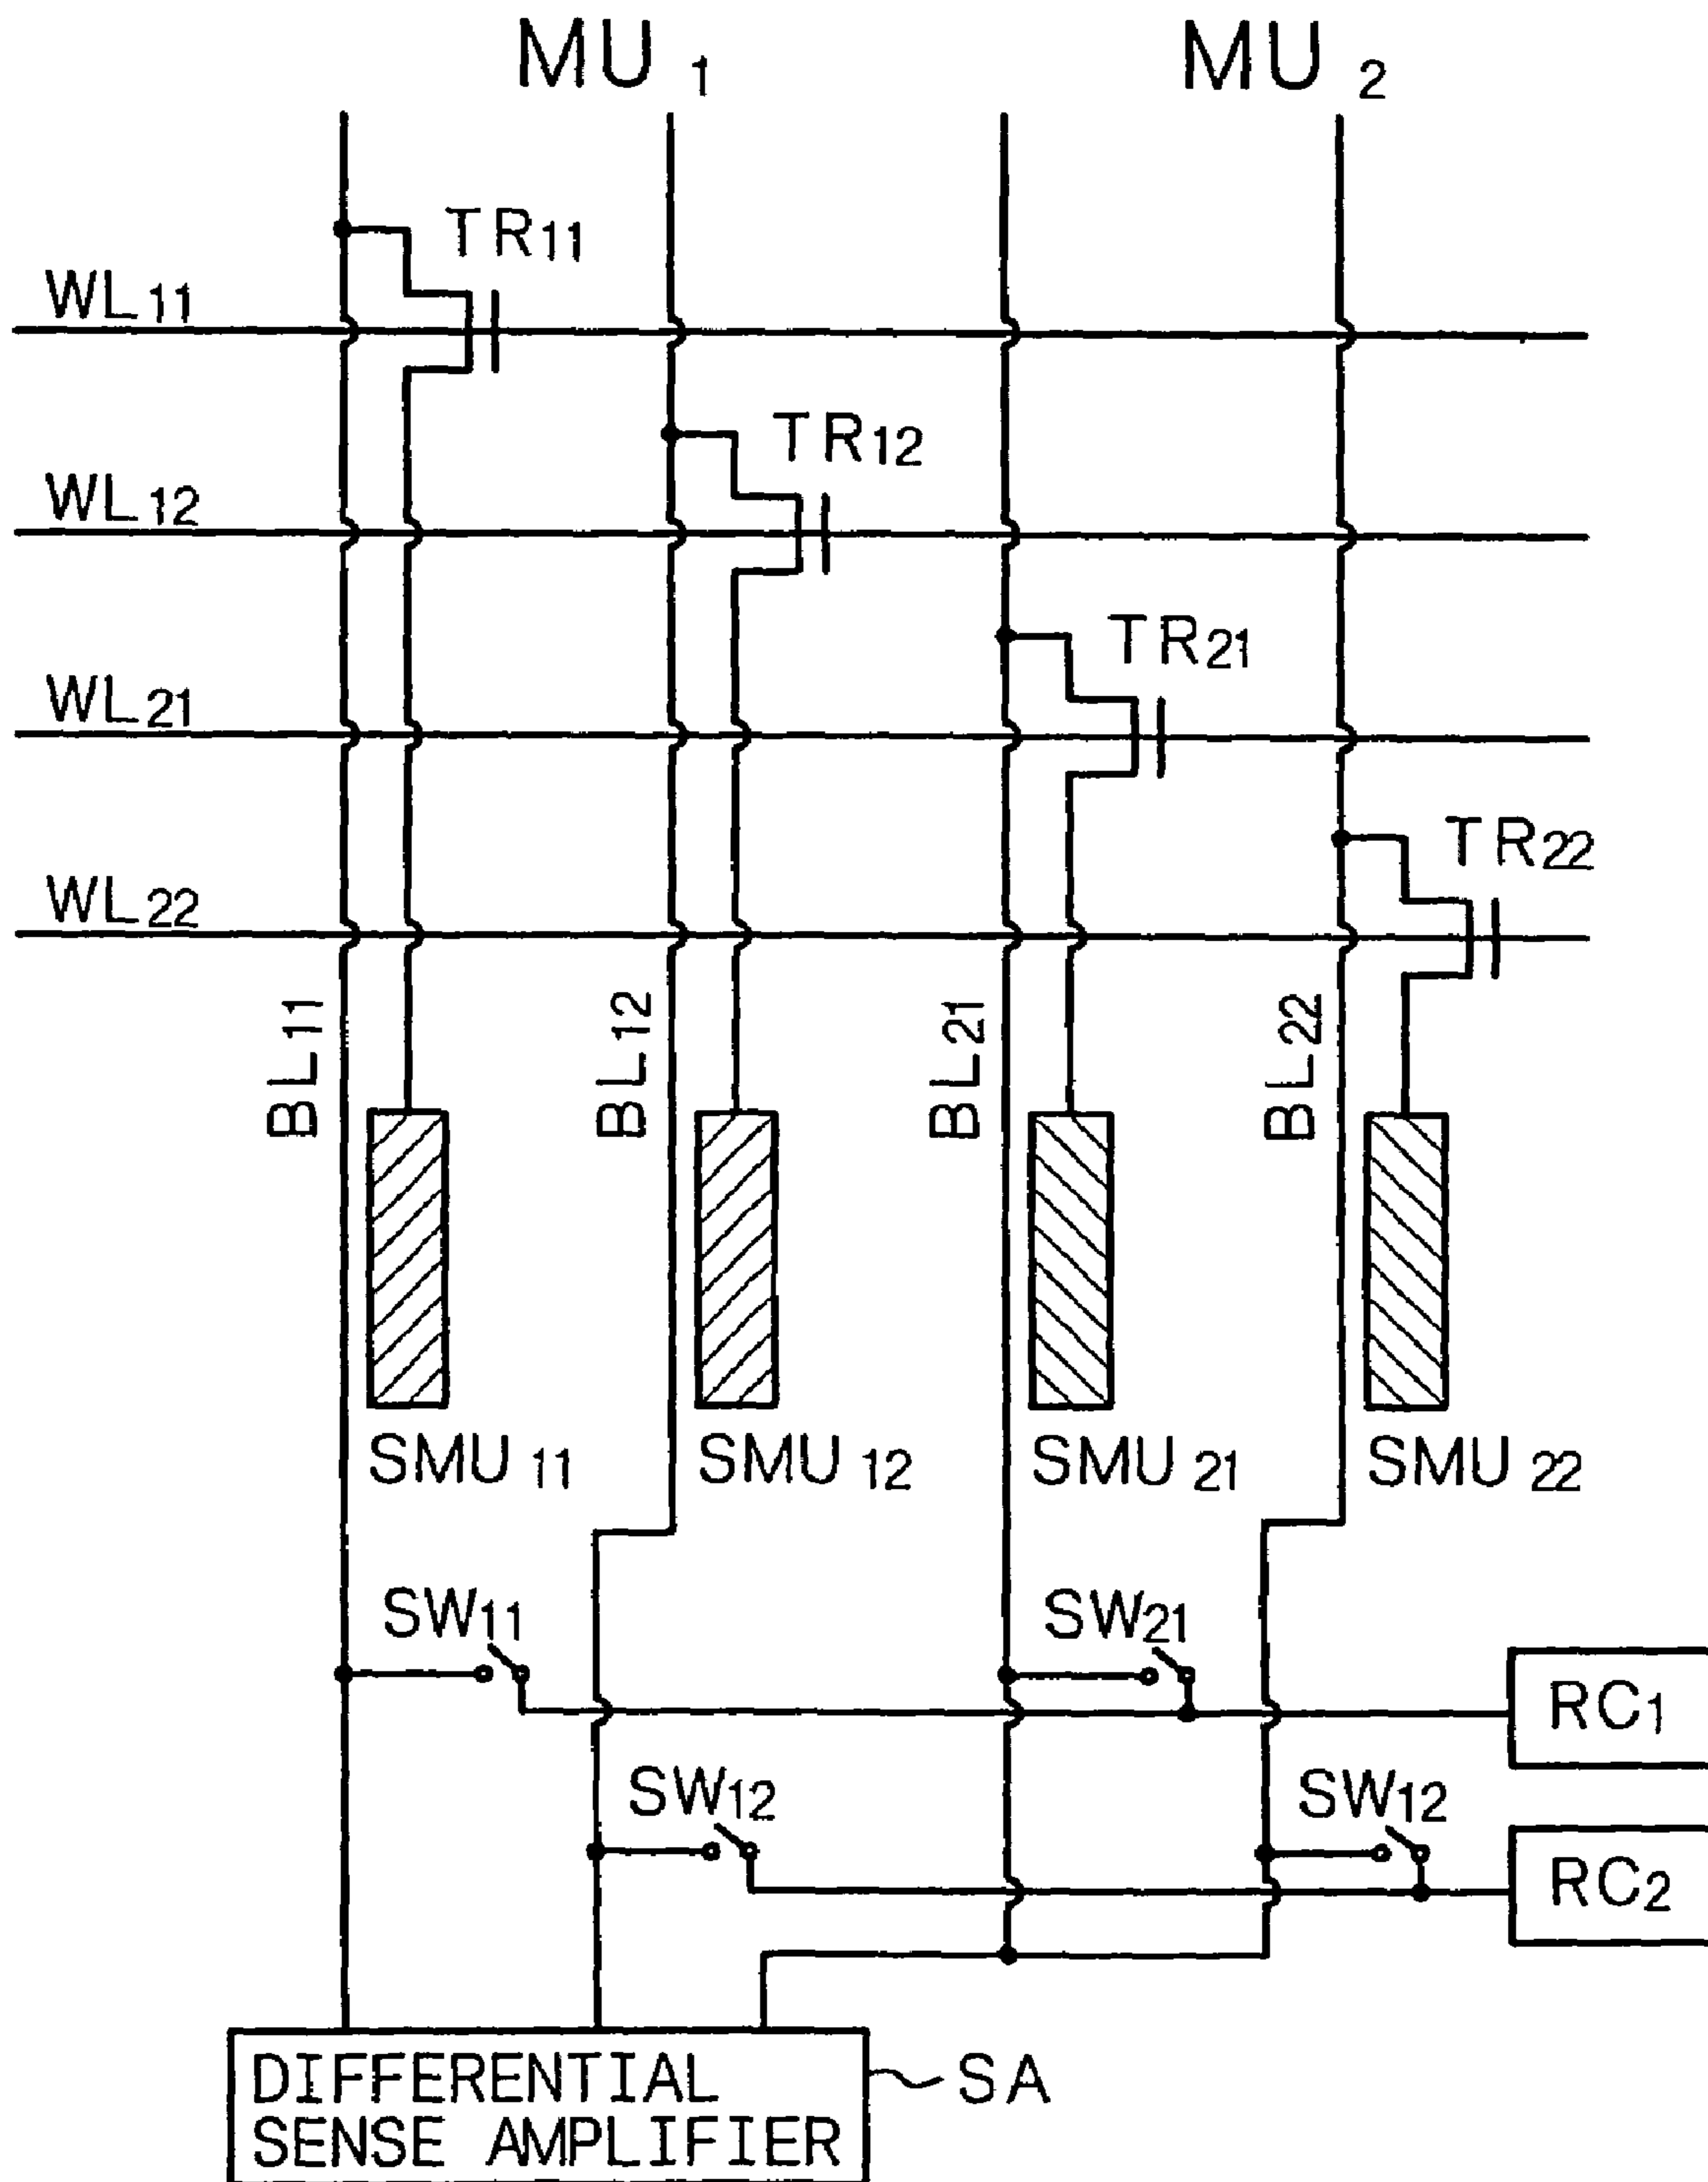 MU 1
MU 2
TR11
WL11
TR12
WL12
TR21
WL21
TR22
WL22
BL11
BL12
BL21
BL22
SMU 11
SMU 12
SMU 21
SMU 22
SW11
SW21
RC1
SW12
SW12
RC2
DIFFERENTIAL
SENSE AMPLIFIER
SA